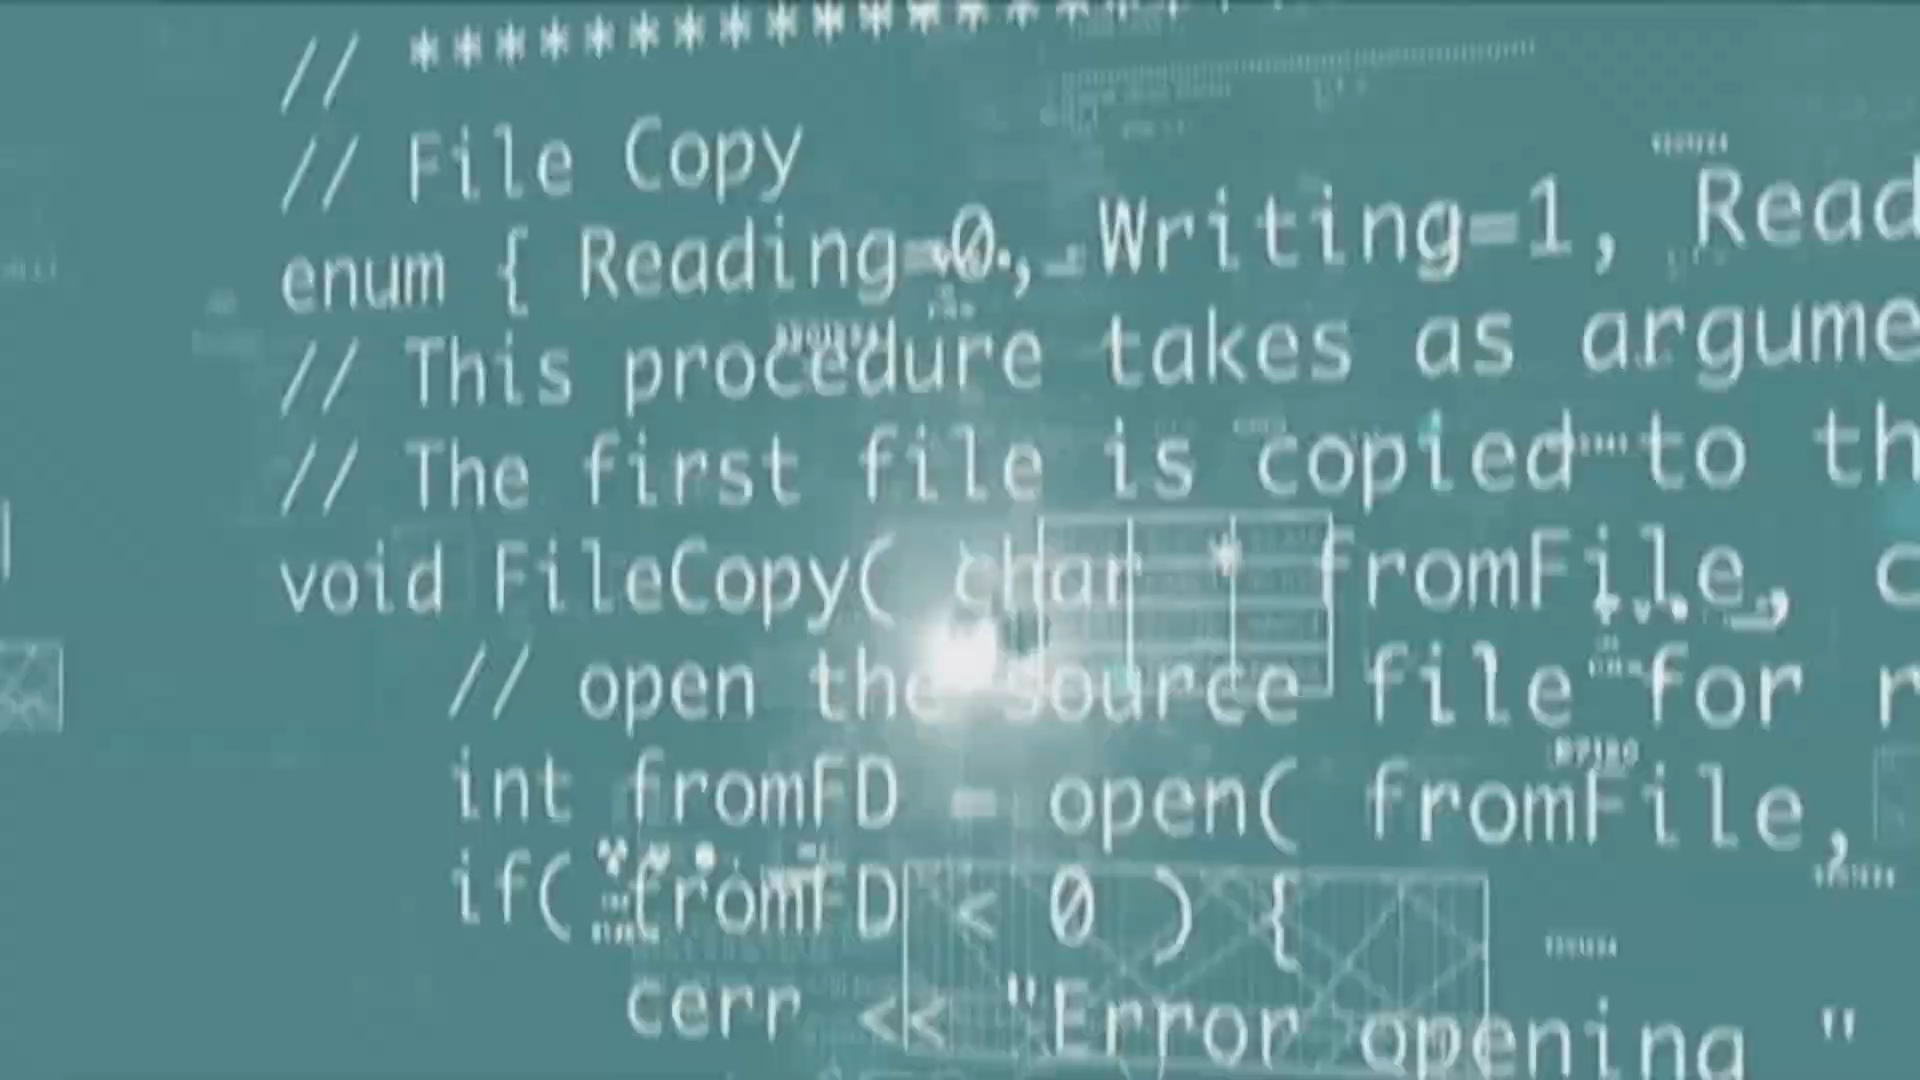 // **************
// File Copy
enum { Reading=0, Writing=1, Read
// This procedure takes as argume
// The first file is copied to th
void FileCopy( char * fromFile, c
// open the source file for r
int fromFD = open( fromFile,
if( fromFD < 0 ) {
cerr << "Error opening "